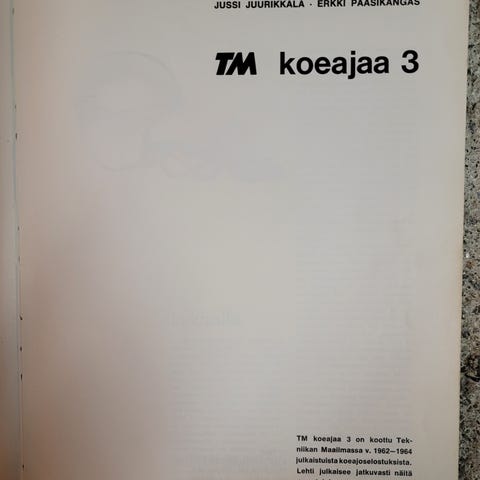 JUSSI JUURIKKALA · ERKKI PAASIKANGAS
TM koeajaa 3
TM koeajaa 3 on koottu Tek-
niikan Maailmassa v. 1962—1964
julkaistuista koeajoselostuksista.
Lehti julkaisee jatkuvasti näitä